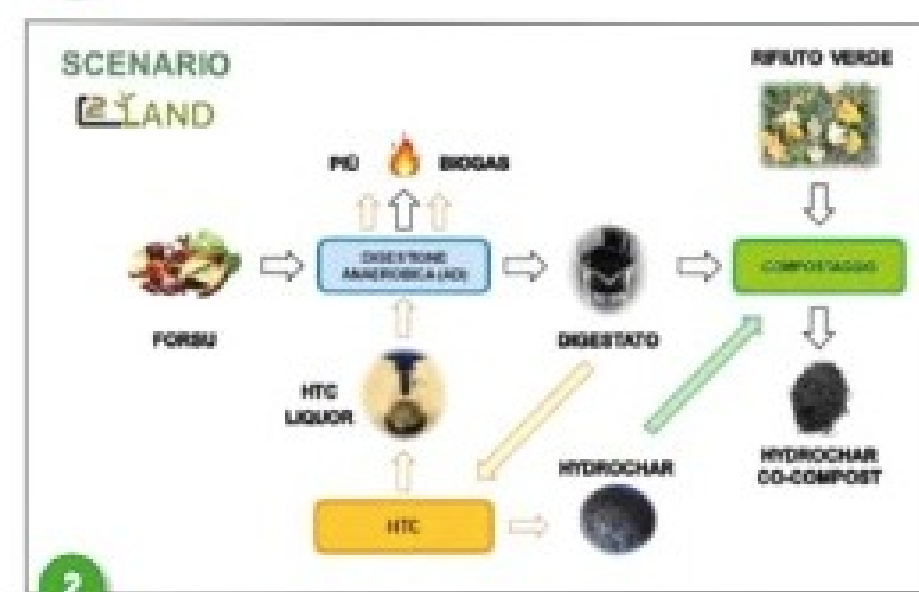 SCENARIO
LAND
RIFIUTO VERDE
PIÙ BIOGAS
DIGESTIONE
ANAEROBICA (AD)
COMPOSTAGGIO
FORSU
DIGESTATO
HTC
LIQUOR
HYDROCHAR
HYDROCHAR
CO-COMPOST
HTC
2